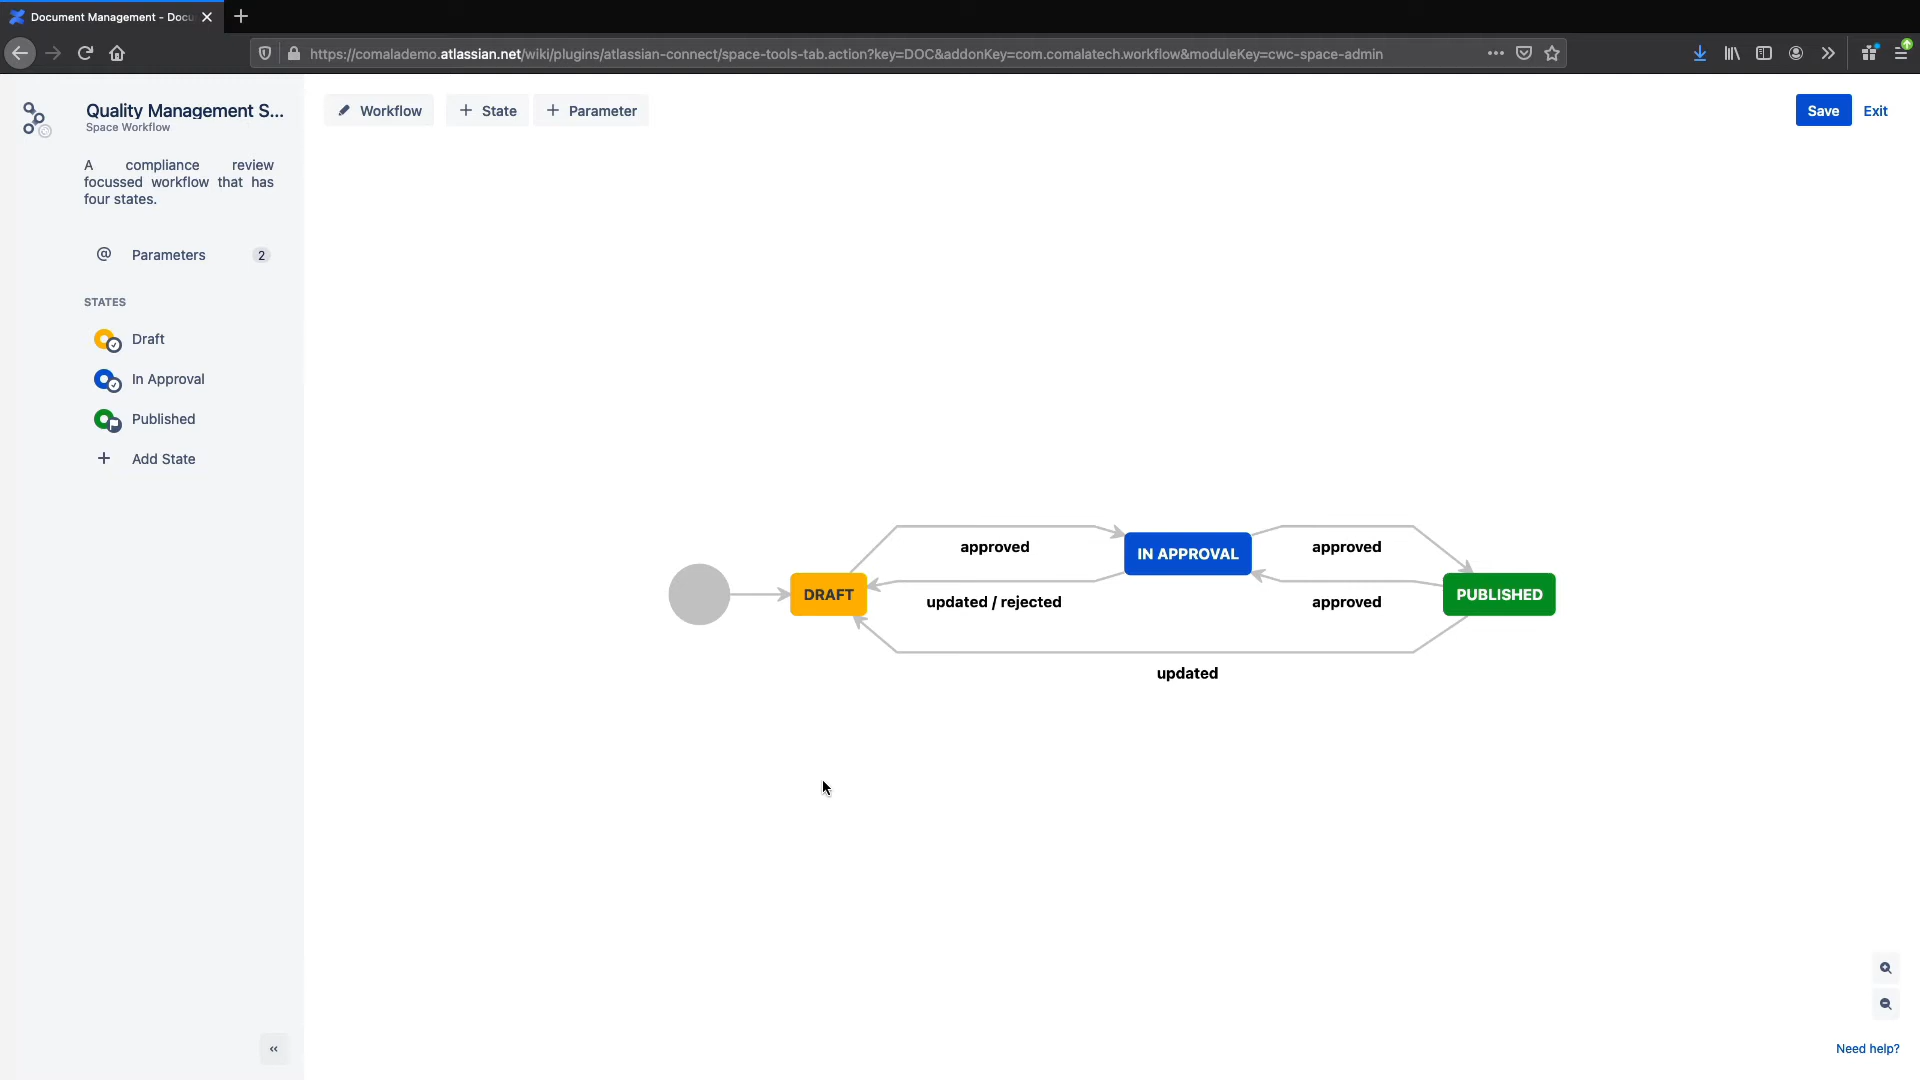 Document Management - Docu
https://comalademo.atlassian.net/wiki/plugins/atlassian-connect/space-tools-tab.action?key=DOC&addonKey=com.comalatech.workflow&moduleKey=cwc-space-admin
Quality Management S...
Space Workflow
Workflow
State
Parameter
Save
Exit
A compliance review
focussed workflow that has
four states.
@ Parameters 2
STATES
Draft
In Approval
Published
+ Add State
approved
IN APPROVAL
approved
DRAFT
PUBLISHED
updated / rejected
approved
updated
Need help?